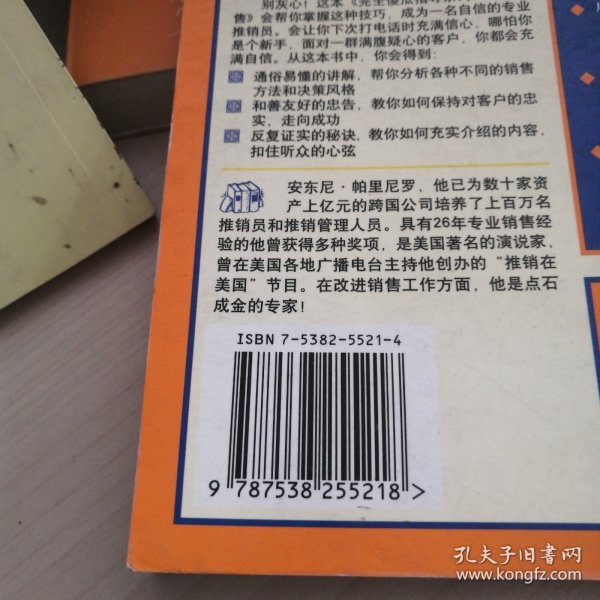 别灰心！这本《完全傻瓜指导系列
售》会帮你掌握这种技巧，成为一名自信的专业
推销员。会让你下次打电话时充满信心，哪怕你
是个新手，面对一群满腹疑心的客户，你都会充
满自信。从这本书中，你会得到：
通俗易懂的讲解，帮你分析各种不同的销售
方法和决策风格
和善友好的忠告，教你如何保持对客户的忠
实，走向成功
反复证实的秘诀，教你如何充实介绍的内容，
扣住听众的心弦
安东尼·帕里尼罗，他已为数十家资
产上亿元的跨国公司培养了上百万名
推销员和推销管理人员。具有26年专业销售经
验的他曾获得多种奖项，是美国著名的演说家，
曾在美国各地广播电台主持他创办的“推销在
美国”节目。在改进销售工作方面，他是点石
成金的专家！
ISBN 7-5382-5521-4
9 787538 255218 >
孔夫子旧书网
www.kongfz.com